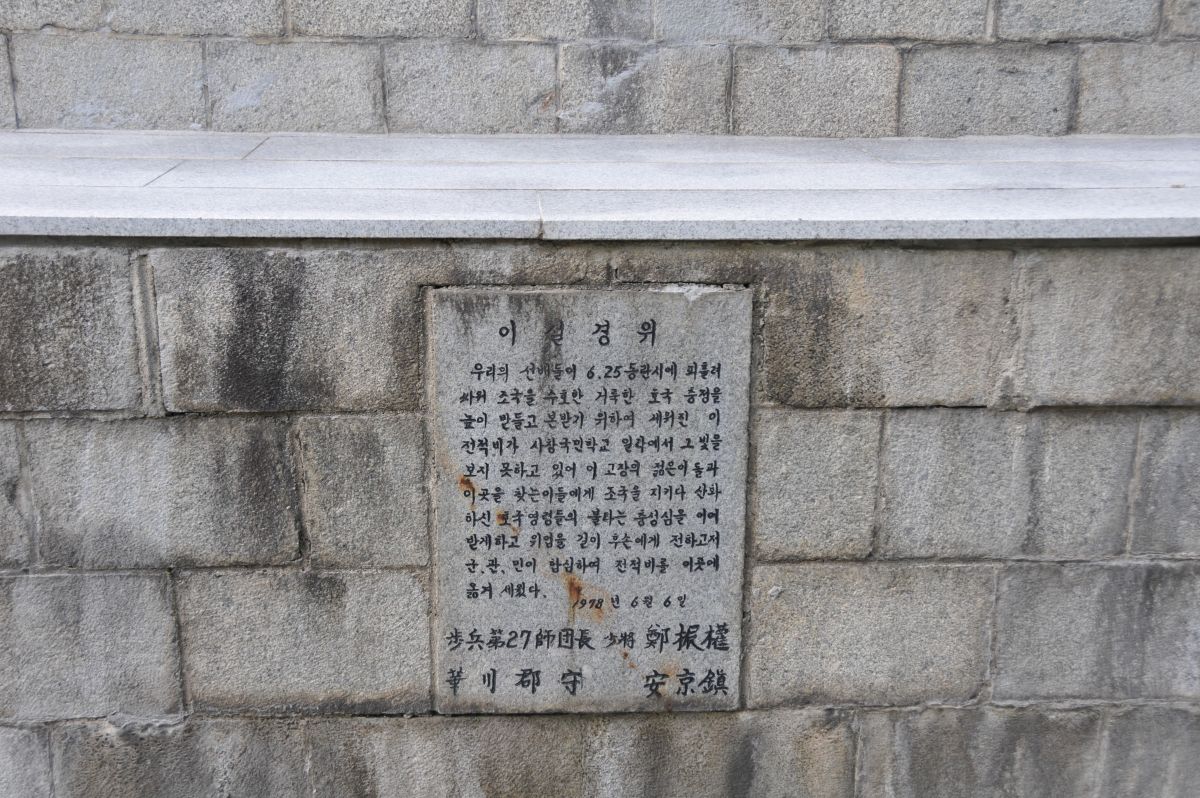 이 설 경 위
우리의 선배들이 6.25동란시에 피흘려
싸워 조국을 수호한 거룩한 호국 충정을
높이 받들고 본받기 위하여 세워진 이
전적비가 사창국민학교 일각에서 그 빛을
보지 못하고 있어 이 고장의 젊은이들과
이곳을 찾는이들에게 조국을 지키다 산화
하신 호국영령들의 불타는 충성심을 이어
받게하고 위업을 길이 후손에게 전하고저
군.관.민이 합심하여 전적비를 이곳에
옮겨 세웠다.
1978 년 6월 6일
步兵第27師団長 少將 鄭振權
華川郡守 安京鎭